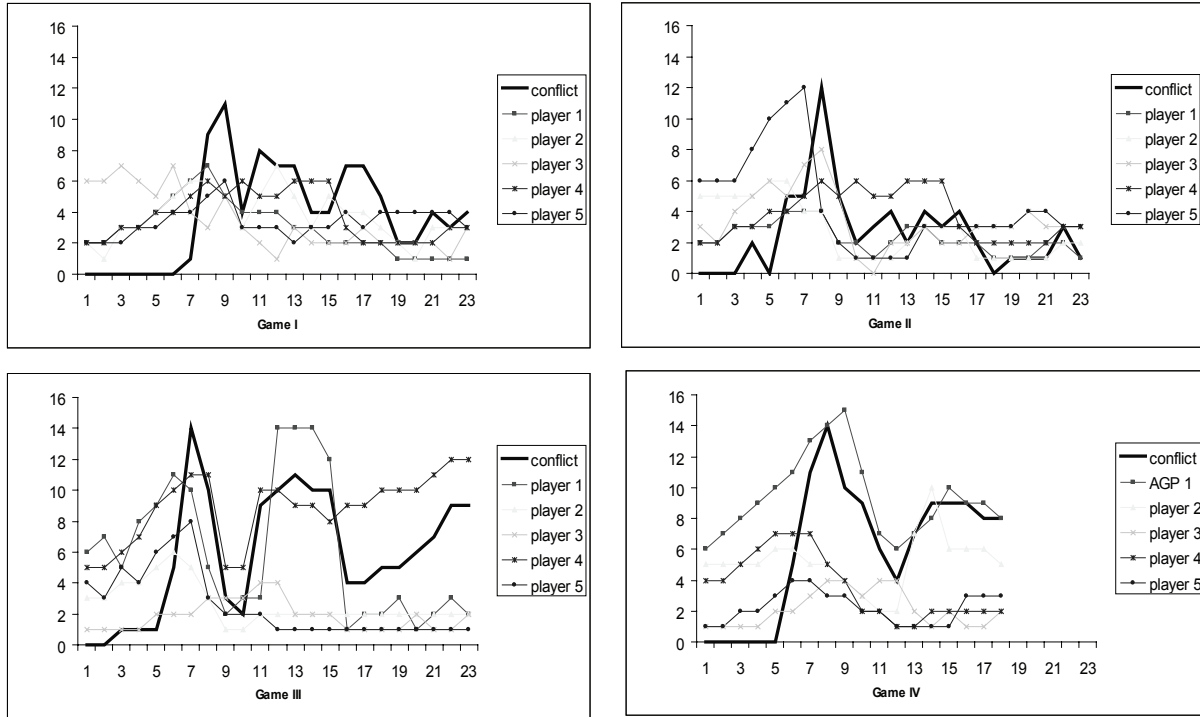 16
14
12
10
8
6
4
2
0
1 3 5 7 9 11 13 15 17 19 21 23
Game I
conflict
player 1
player 2
player 3
player 4
player 5
16
14
12
10
8
6
4
2
0
1 3 5 7 9 11 13 15 17 19 21 23
Game II
conflict
player 1
player 2
player 3
player 4
player 5
16
14
12
10
8
6
4
2
0
1 3 5 7 9 11 13 15 17 19 21 23
Game III
conflict
player 1
player 2
player 3
player 4
player 5
16
14
12
10
8
6
4
2
0
1 3 5 7 9 11 13 15 17 19 21 23
Game IV
conflict
AGP 1
player 2
player 3
player 4
player 5